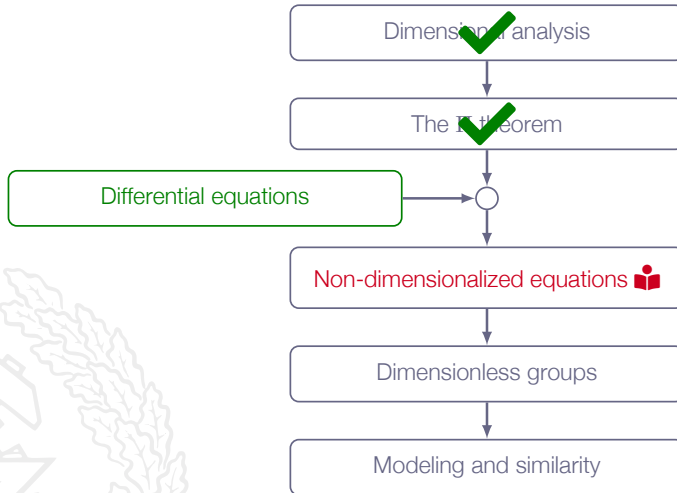 Dimensional analysis
The Π theorem
Differential equations
Non-dimensionalized equations
Dimensionless groups
Modeling and similarity